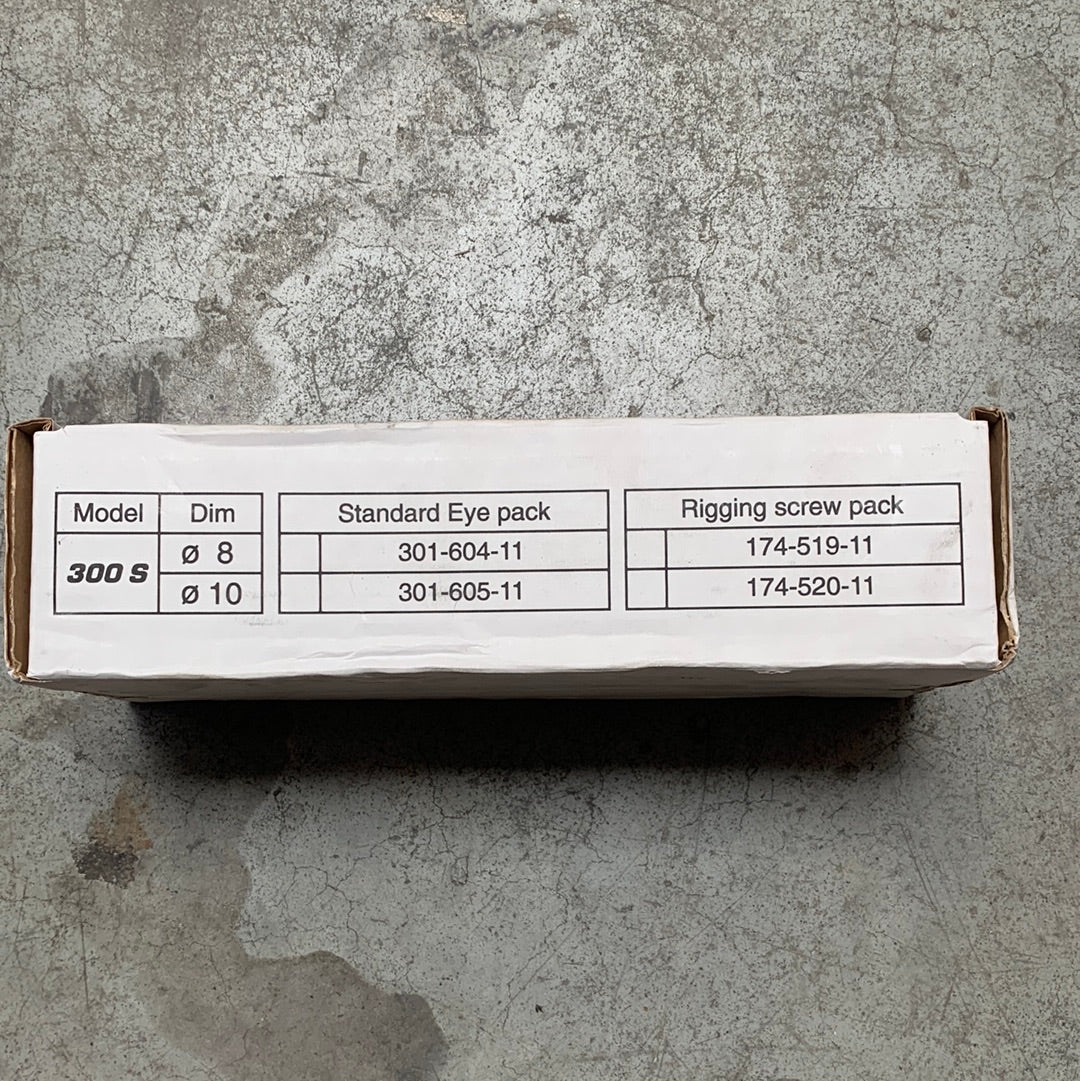 Model Dim Standard Eye pack Rigging screw pack
300 S ø 8 301-604-11 174-519-11
ø 10 301-605-11 174-520-11